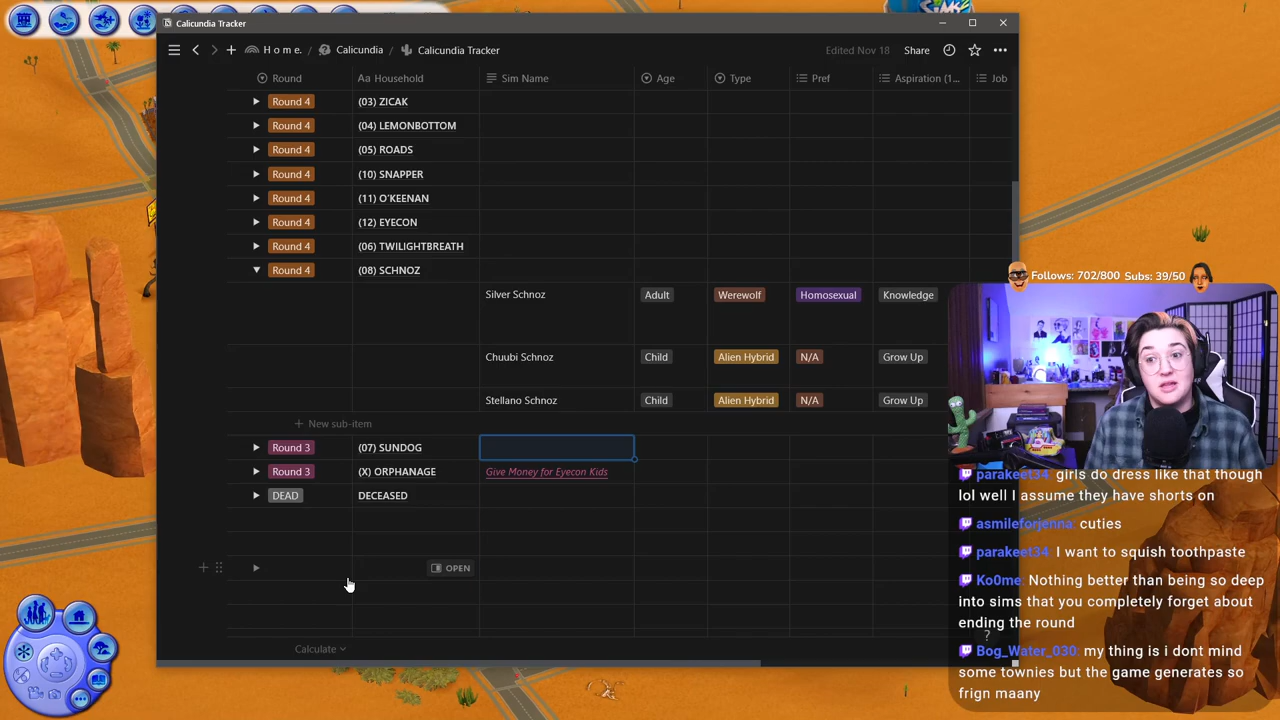 Calicundia Tracker
H o m e. / Calicundia / Calicundia Tracker
Edited Nov 18
Share
Round
Aa Household
Sim Name
Age
Type
Pref
Aspiration (1...
Job
Round 4 (03) ZICAK
Round 4 (04) LEMONBOTTOM
Round 4 (05) ROADS
Round 4 (10) SNAPPER
Round 4 (11) O'KEENAN
Round 4 (12) EYECON
Round 4 (06) TWILIGHTBREATH
Round 4 (08) SCHNOZ
Silver Schnoz Adult Werewolf Homosexual Knowledge
Chuubi Schnoz Child Alien Hybrid N/A Grow Up
Stellano Schnoz Child Alien Hybrid N/A Grow Up
+ New sub-item
Round 3 (07) SUNDOG
Round 3 (X) ORPHANAGE Give Money for Eyecon Kids
DEAD DECEASED
OPEN
Calculate
Follows: 702/800 Subs: 39/50
parakeet34: girls do dress like that though
lol well I assume they have shorts on
asmileforjenna: cuties
parakeet34: I want to squish toothpaste
Ko0me: Nothing better than being so deep
into sims that you completely forget about
ending the round
?
Bog_Water_030: my thing is i dont mind
some townies but the game generates so
frign maany